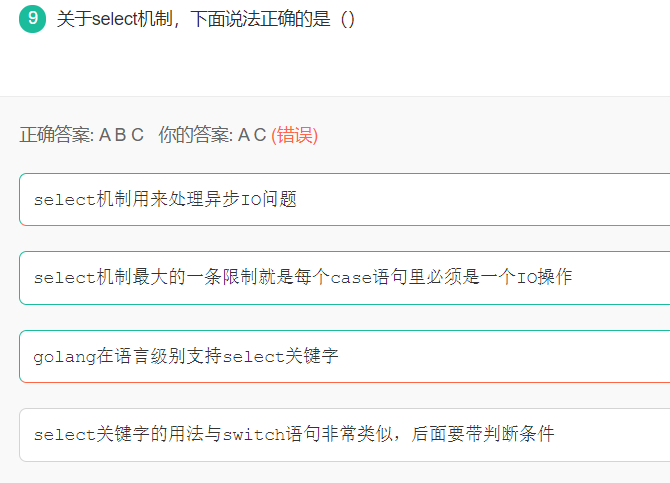 9 关于select机制，下面说法正确的是（）
正确答案: A B C 你的答案: A C (错误)
select机制用来处理异步IO问题
select机制最大的一条限制就是每个case语句里必须是一个IO操作
golang在语言级别支持select关键字
select关键字的用法与switch语句非常类似，后面要带判断条件